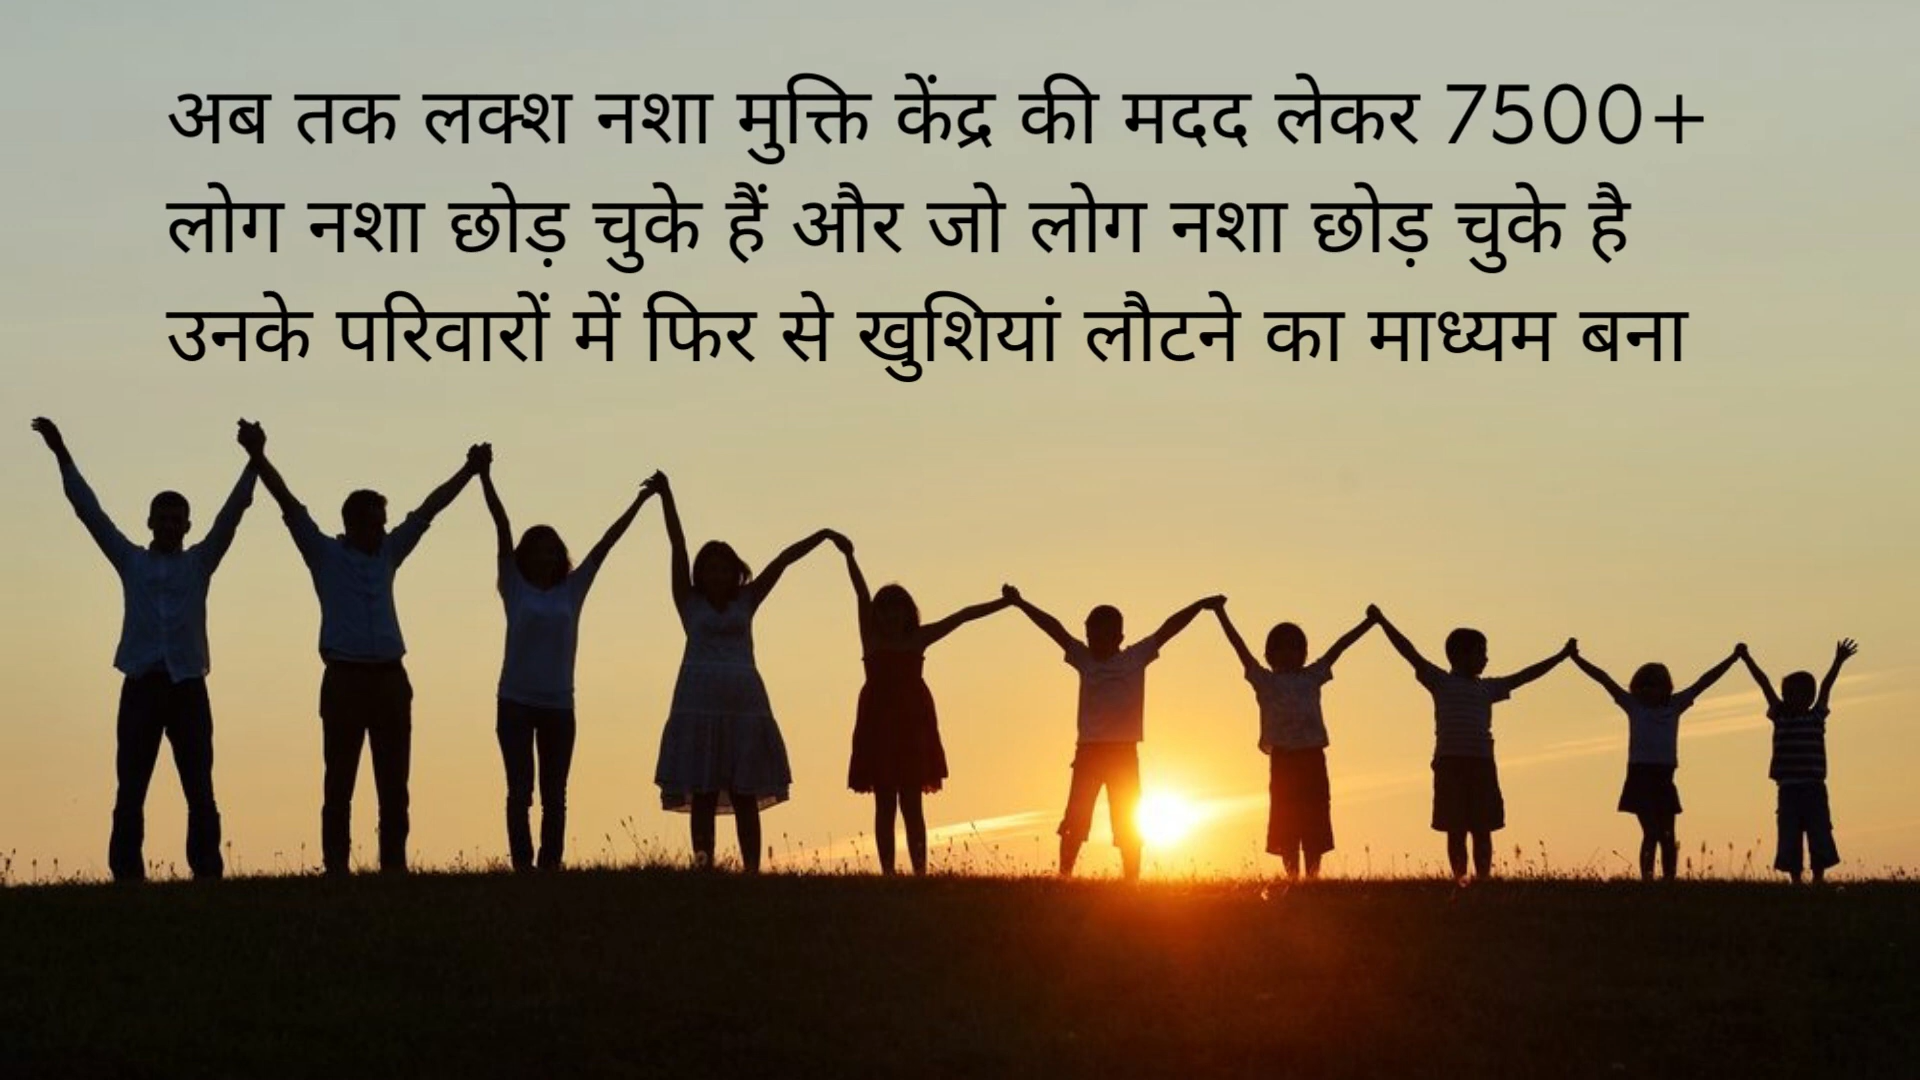 अब तक लक्श नशा मुक्ति केंद्र की मदद लेकर 7500+
लोग नशा छोड़ चुके हैं और जो लोग नशा छोड़ चुके है
उनके परिवारों में फिर से खुशियां लौटने का माध्यम बना